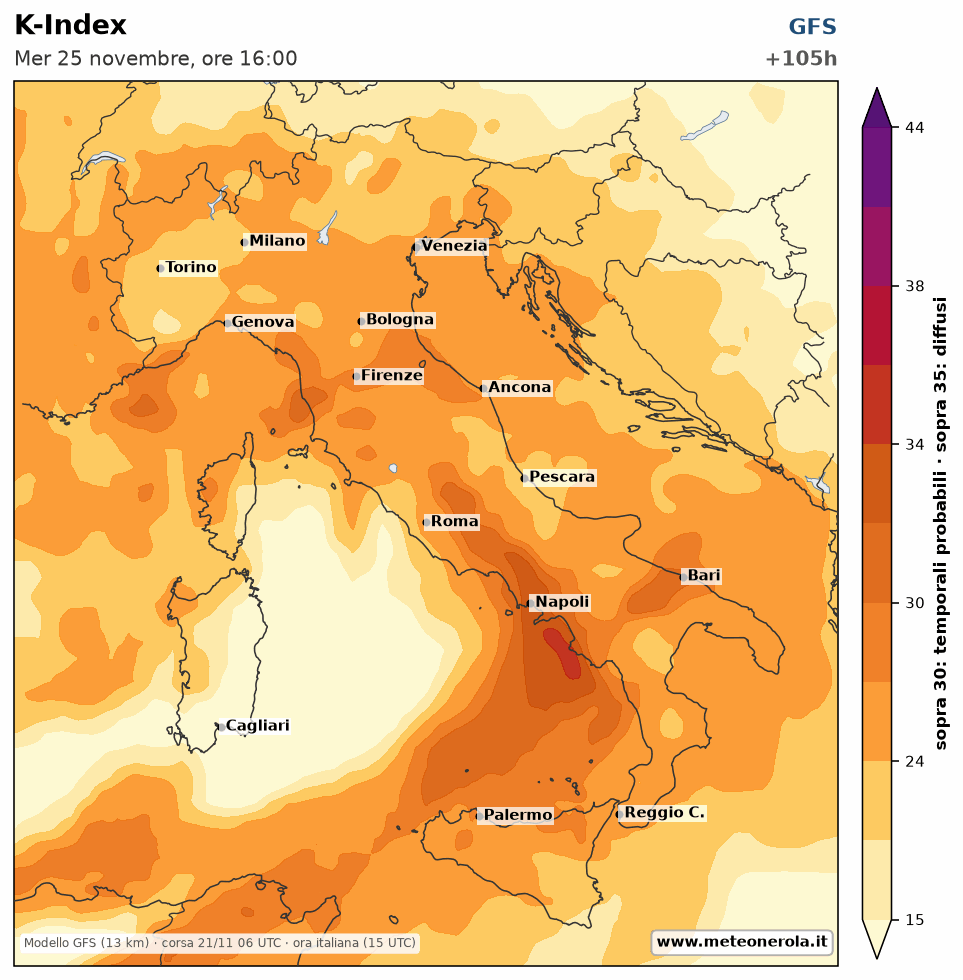 K-Index
GFS
Mer 25 novembre, ore 16:00
+105h
44
Milano
Venezia
Torino
38
Genova
Bologna
Firenze
Ancona
34
Pescara
Roma
Bari
Napoli
30
Cagliari
24
Palermo
Reggio C.
15
sopra 30: temporali probabili · sopra 35: diffusi
Modello GFS (13 km) · corsa 21/11 06 UTC · ora italiana (15 UTC)
www.meteonerola.it